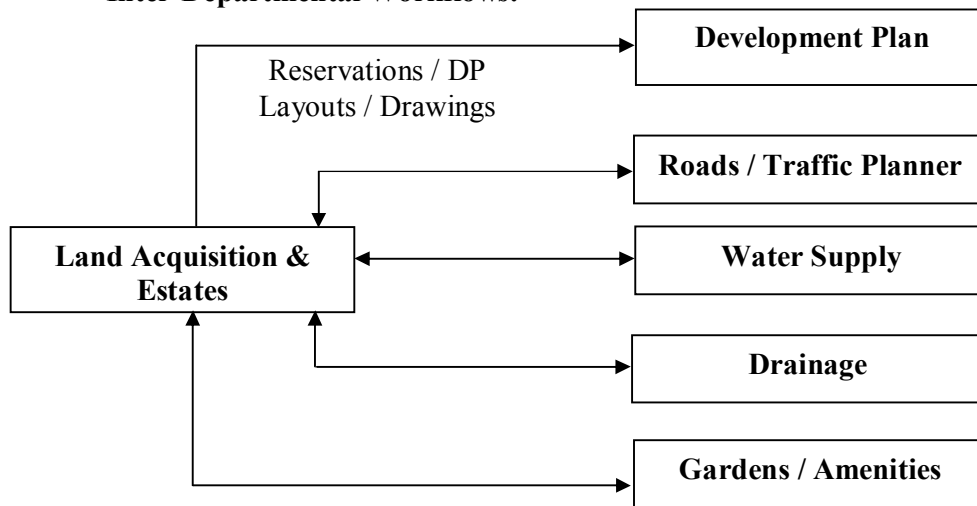 Inter-Departmental Workflows:
Development Plan
Reservations / DP
Layouts / Drawings
Roads / Traffic Planner
Land Acquisition &
Estates
Water Supply
Drainage
Gardens / Amenities